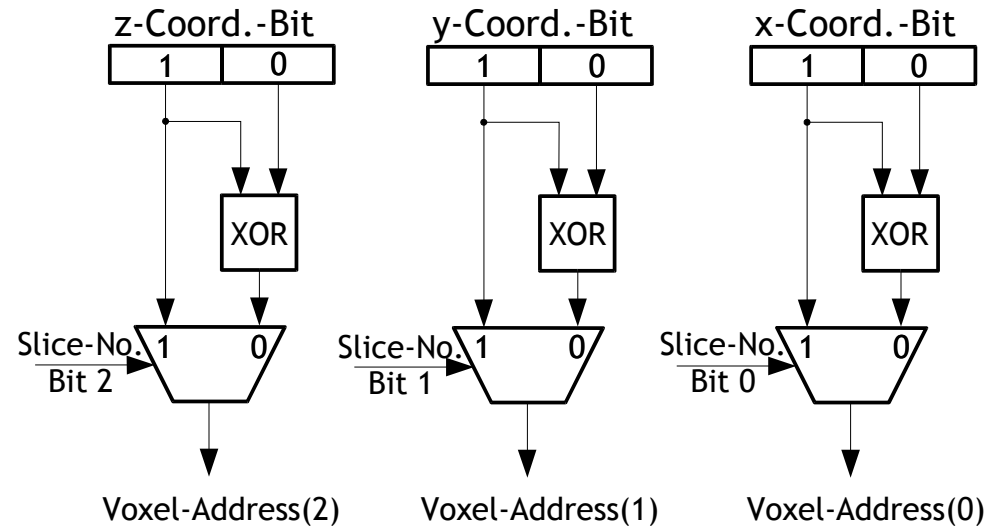 z-Coord.-Bit y-Coord.-Bit x-Coord.-Bit
1 0 1 0 1 0
XOR XOR XOR
Slice-No. 1 0 Slice-No. 1 0 Slice-No. 1 0
Bit 2 Bit 1 Bit 0
Voxel-Address(2) Voxel-Address(1) Voxel-Address(0)